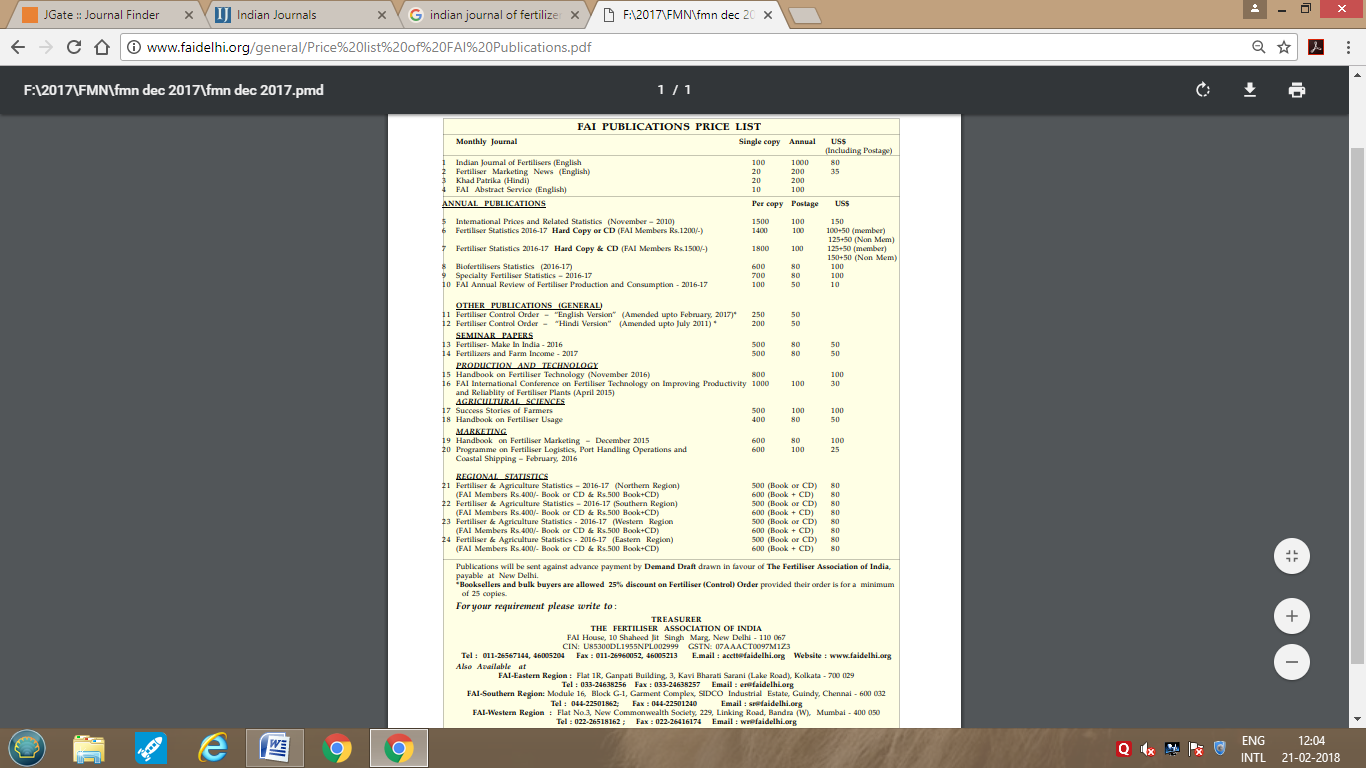 JGate :: Journal Finder
Indian Journals
indian journal of fertilize
F:\2017\FMN\fmn dec 20
www.faidelhi.org/general/Price%20list%20of%20FAI%20Publications.pdf
F:\2017\FMN\fmn dec 2017\fmn dec 2017.pmd 1 / 1
FAI PUBLICATIONS PRICE LIST
Monthly Journal Single copy Annual US$
(Including Postage)
1 Indian Journal of Fertilisers (English 100 1000 80
2 Fertiliser Marketing News (English) 20 200 35
3 Khad Patrika (Hindi) 20 200
4 FAI Abstract Service (English) 10 100
ANNUAL PUBLICATIONS Per copy Postage US$
5 International Prices and Related Statistics (November – 2010) 1500 100 150
6 Fertiliser Statistics 2016-17 Hard Copy or CD (FAI Members Rs.1200/-) 1400 100 100+50 (member)
125+50 (Non Mem)
7 Fertiliser Statistics 2016-17 Hard Copy & CD (FAI Members Rs.1500/-) 1800 100 125+50 (member)
150+50 (Non Mem)
8 Biofertilisers Statistics (2016-17) 600 80 100
9 Specialty Fertiliser Statistics – 2016-17 700 80 100
10 FAI Annual Review of Fertiliser Production and Consumption - 2016-17 100 50 10
OTHER PUBLICATIONS (GENERAL)
11 Fertiliser Control Order – "English Version" (Amended upto February, 2017)* 250 50
12 Fertiliser Control Order – "Hindi Version" (Amended upto July 2011) * 200 50
SEMINAR PAPERS
13 Fertiliser- Make In India - 2016 500 80 50
14 Fertilizers and Farm Income - 2017 500 80 50
PRODUCTION AND TECHNOLOGY
15 Handbook on Fertiliser Technology (November 2016) 800 100
16 FAI International Conference on Fertiliser Technology on Improving Productivity 1000 100 30
and Reliablity of Fertiliser Plants (April 2015)
AGRICULTURAL SCIENCES
17 Success Stories of Farmers 500 100 100
18 Handbook on Fertiliser Usage 400 80 50
MARKETING
19 Handbook on Fertiliser Marketing – December 2015 600 80 100
20 Programme on Fertiliser Logistics, Port Handling Operations and 600 100 25
Coastal Shipping – February, 2016
REGIONAL STATISTICS
21 Fertiliser & Agriculture Statistics – 2016-17 (Northern Region) 500 (Book or CD) 80
(FAI Members Rs.400/- Book or CD & Rs.500 Book+CD) 600 (Book + CD) 80
22 Fertiliser & Agriculture Statistics – 2016-17 (Southern Region) 500 (Book or CD) 80
(FAI Members Rs.400/- Book or CD & Rs.500 Book+CD) 600 (Book + CD) 80
23 Fertiliser & Agriculture Statistics - 2016-17 (Western Region 500 (Book or CD) 80
(FAI Members Rs.400/- Book or CD & Rs.500 Book+CD) 600 (Book + CD) 80
24 Fertiliser & Agriculture Statistics - 2016-17 (Eastern Region) 500 (Book or CD) 80
(FAI Members Rs.400/- Book or CD & Rs.500 Book+CD) 600 (Book + CD) 80
Publications will be sent against advance payment by Demand Draft drawn in favour of The Fertiliser Association of India,
payable at New Delhi.
*Booksellers and bulk buyers are allowed 25% discount on Fertiliser (Control) Order provided their order is for a minimum
of 25 copies.
For your requirement please write to :
TREASURER
THE FERTILISER ASSOCIATION OF INDIA
FAI House, 10 Shaheed Jit Singh Marg, New Delhi - 110 067
CIN: U85300DL1955NPL002999 GSTN: 07AAACT0097M1Z3
Tel : 011-26567144, 46005204 Fax : 011-26960052, 46005213 E.mail : acctt@faidelhi.org Website : www.faidelhi.org
Also Available at
FAI-Eastern Region : Flat 1R, Ganpati Building, 3, Kavi Bharati Sarani (Lake Road), Kolkata - 700 029
Tel : 033-24638256 Fax : 033-24638257 Email : er@faidelhi.org
FAI-Southern Region: Module 16, Block G-1, Garment Complex, SIDCO Industrial Estate, Guindy, Chennai - 600 032
Tel : 044-22501862; Fax : 044-22501240 Email : sr@faidelhi.org
FAI-Western Region : Flat No.3, New Commonwealth Society, 229, Linking Road, Bandra (W), Mumbai - 400 050
Tel : 022-26518162 ; Fax : 022-26416174 Email : wr@faidelhi.org
ENG 12:04
INTL 21-02-2018